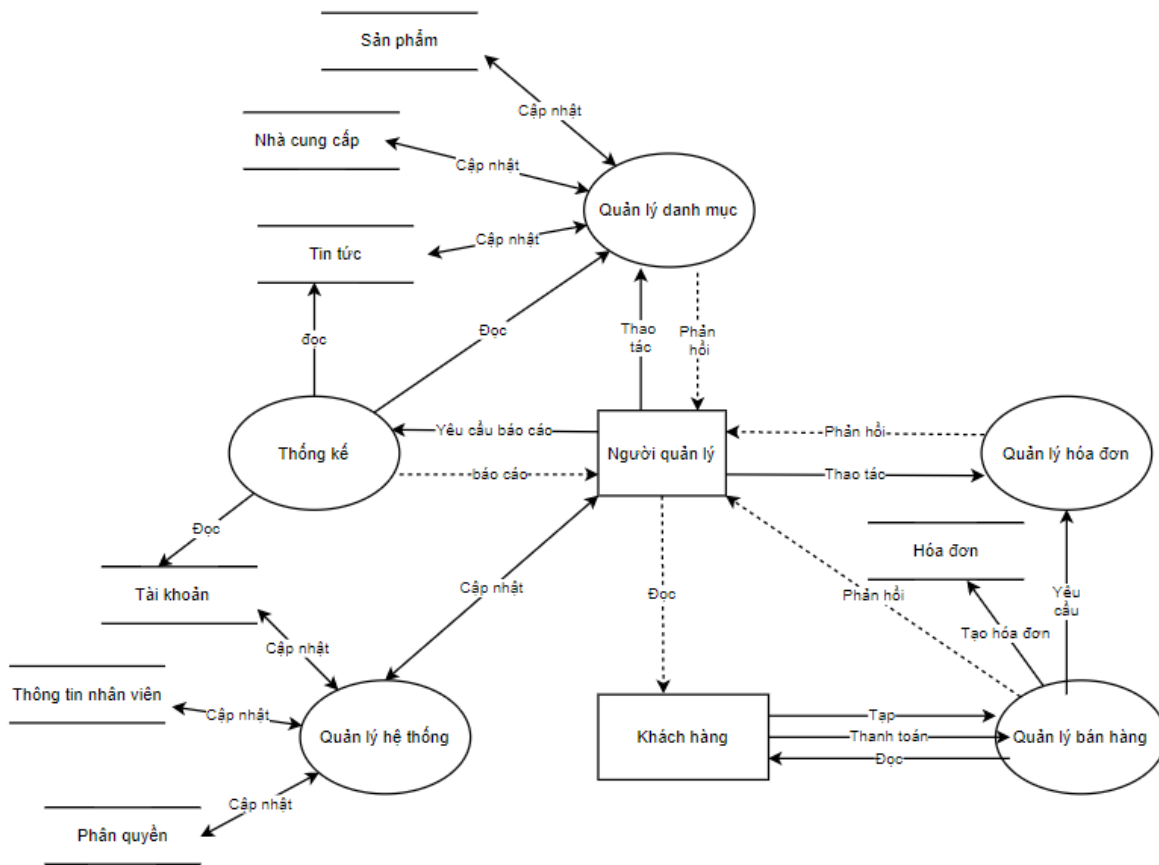 Sản phẩm
Cập nhật
Nhà cung cấp
Cập nhật
Quản lý danh mục
Cập nhật
Tin tức
đọc
Đọc
Thao
tác
Phản
hồi
Yêu cầu báo cáo
Phản hồi
Thống kế
Người quản lý
Quản lý hóa đơn
báo cáo
Thao tác
Đọc
Hóa đơn
Tài khoản
Cập nhật
Đọc
Phản hồi
Yêu
cầu
Tạo hóa đơn
Cập nhật
Thông tin nhân viên
Cập nhật
Quản lý hệ thống
Khách hàng
Tạp
Thanh toán
Đọc
Quản lý bán hàng
Cập nhật
Phân quyền